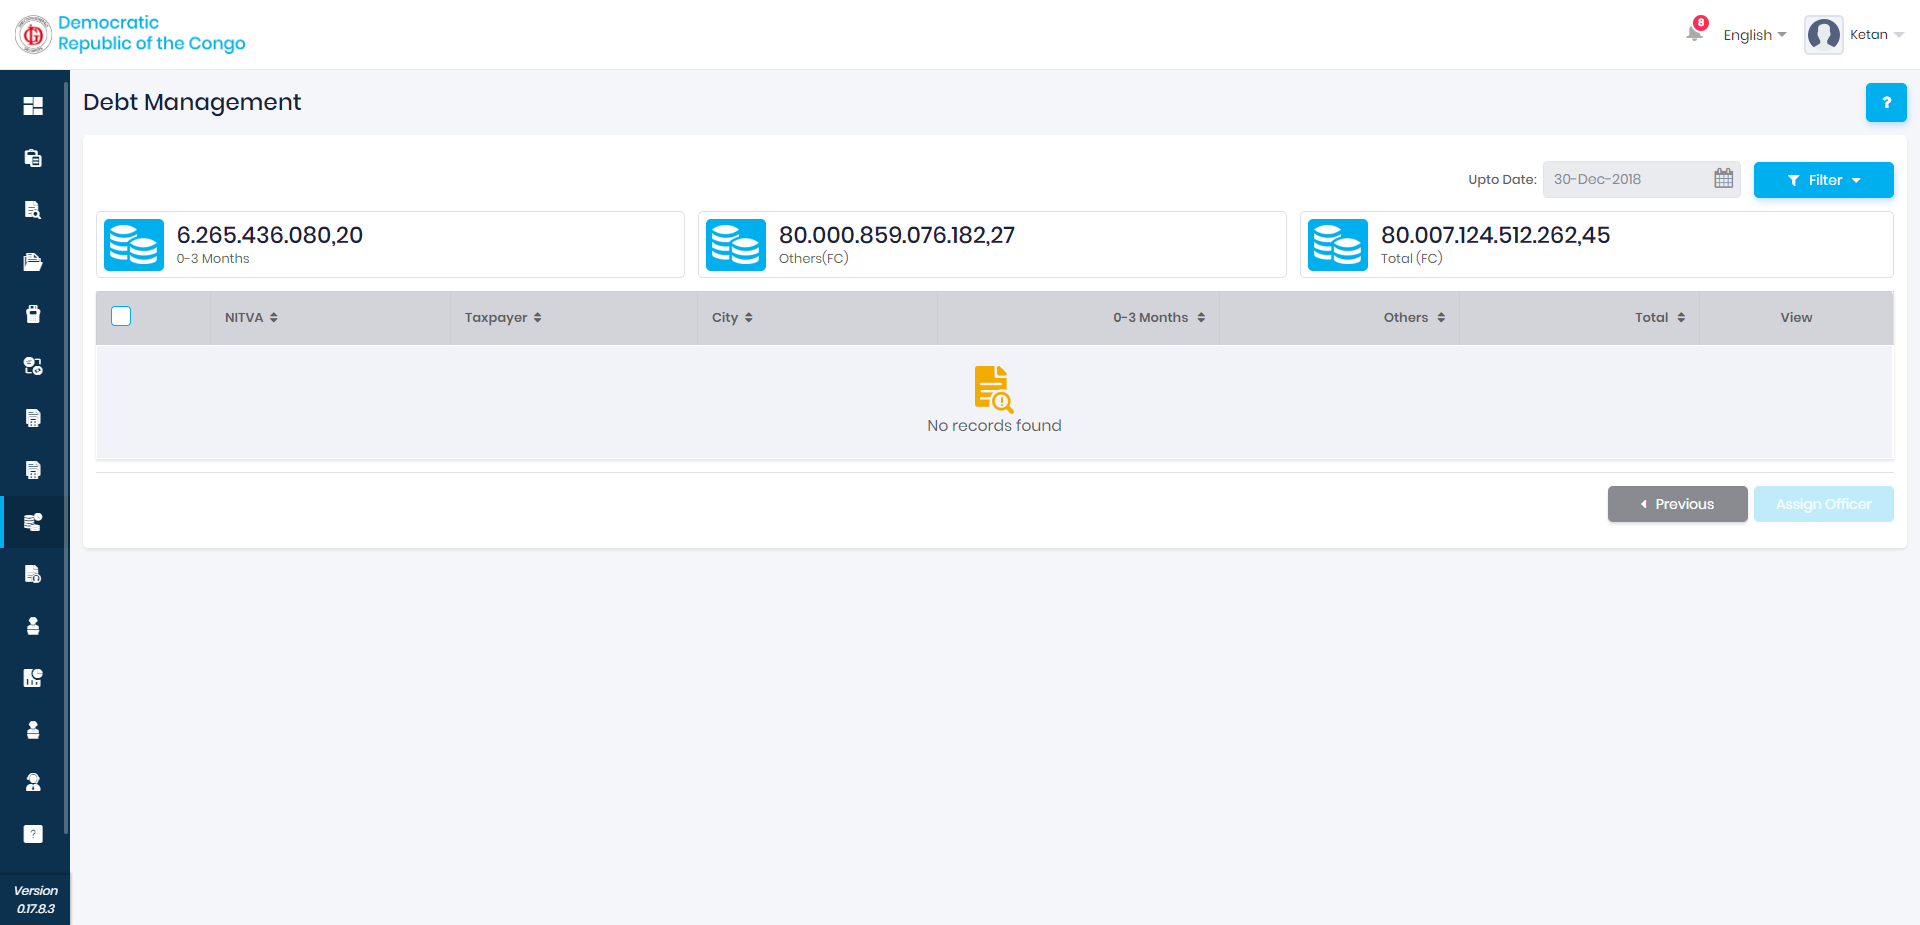 Democratic
Republic of the Congo
8
English
Ketan
Debt Management
?
Upto Date:
30-Dec-2018
Filter
6.265.436.080,20
0-3 Months
80.000.859.076.182,27
Others(FC)
80.007.124.512.262,45
Total (FC)
NITVA
Taxpayer
City
0-3 Months
Others
Total
View
No records found
Previous
Assign Officer
?
Version
0.17.8.3